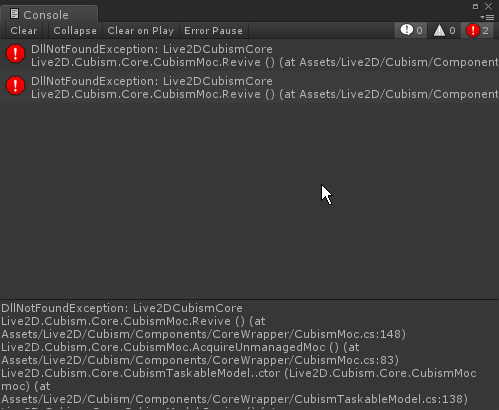 Console
Clear Collapse Clear on Play Error Pause 0 0 2
DllNotFoundException: Live2DCubismCore
Live2D.Cubism.Core.CubismMoc.Revive () (at Assets/Live2D/Cubism/Component
DllNotFoundException: Live2DCubismCore
Live2D.Cubism.Core.CubismMoc.Revive () (at Assets/Live2D/Cubism/Component
DllNotFoundException: Live2DCubismCore
Live2D.Cubism.Core.CubismMoc.Revive () (at
Assets/Live2D/Cubism/Components/CoreWrapper/CubismMoc.cs:148)
Live2D.Cubism.Core.CubismMoc.AcquireUnmanagedMoc () (at
Assets/Live2D/Cubism/Components/CoreWrapper/CubismMoc.cs:83)
Live2D.Cubism.Core.CubismTaskableModel..ctor (Live2D.Cubism.Core.CubismMoc
moc) (at
Assets/Live2D/Cubism/Components/CoreWrapper/CubismTaskableModel.cs:138)